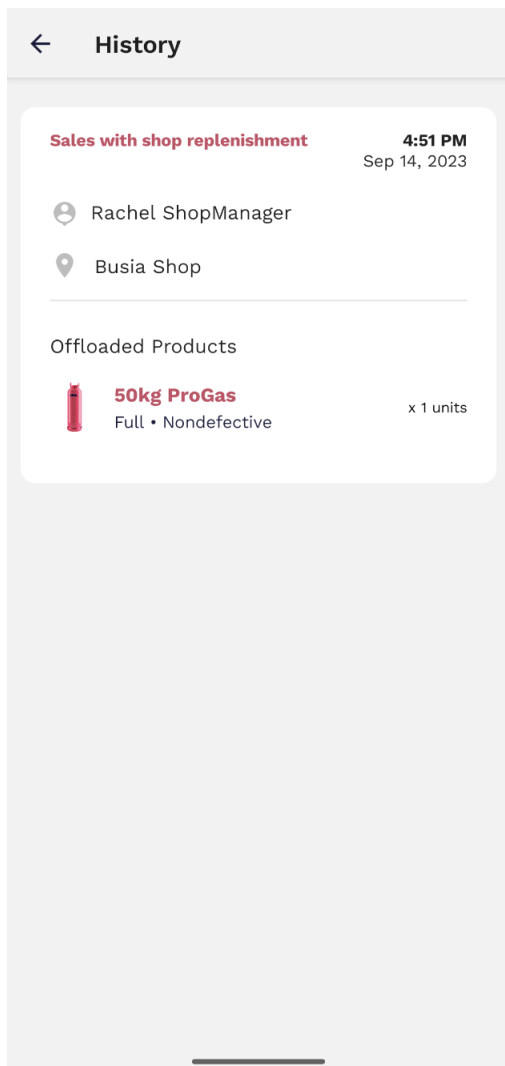 History
Sales with shop replenishment
4:51 PM
Sep 14, 2023
Rachel ShopManager
Busia Shop
Offloaded Products
50kg ProGas
Full • Nondefective
x 1 units